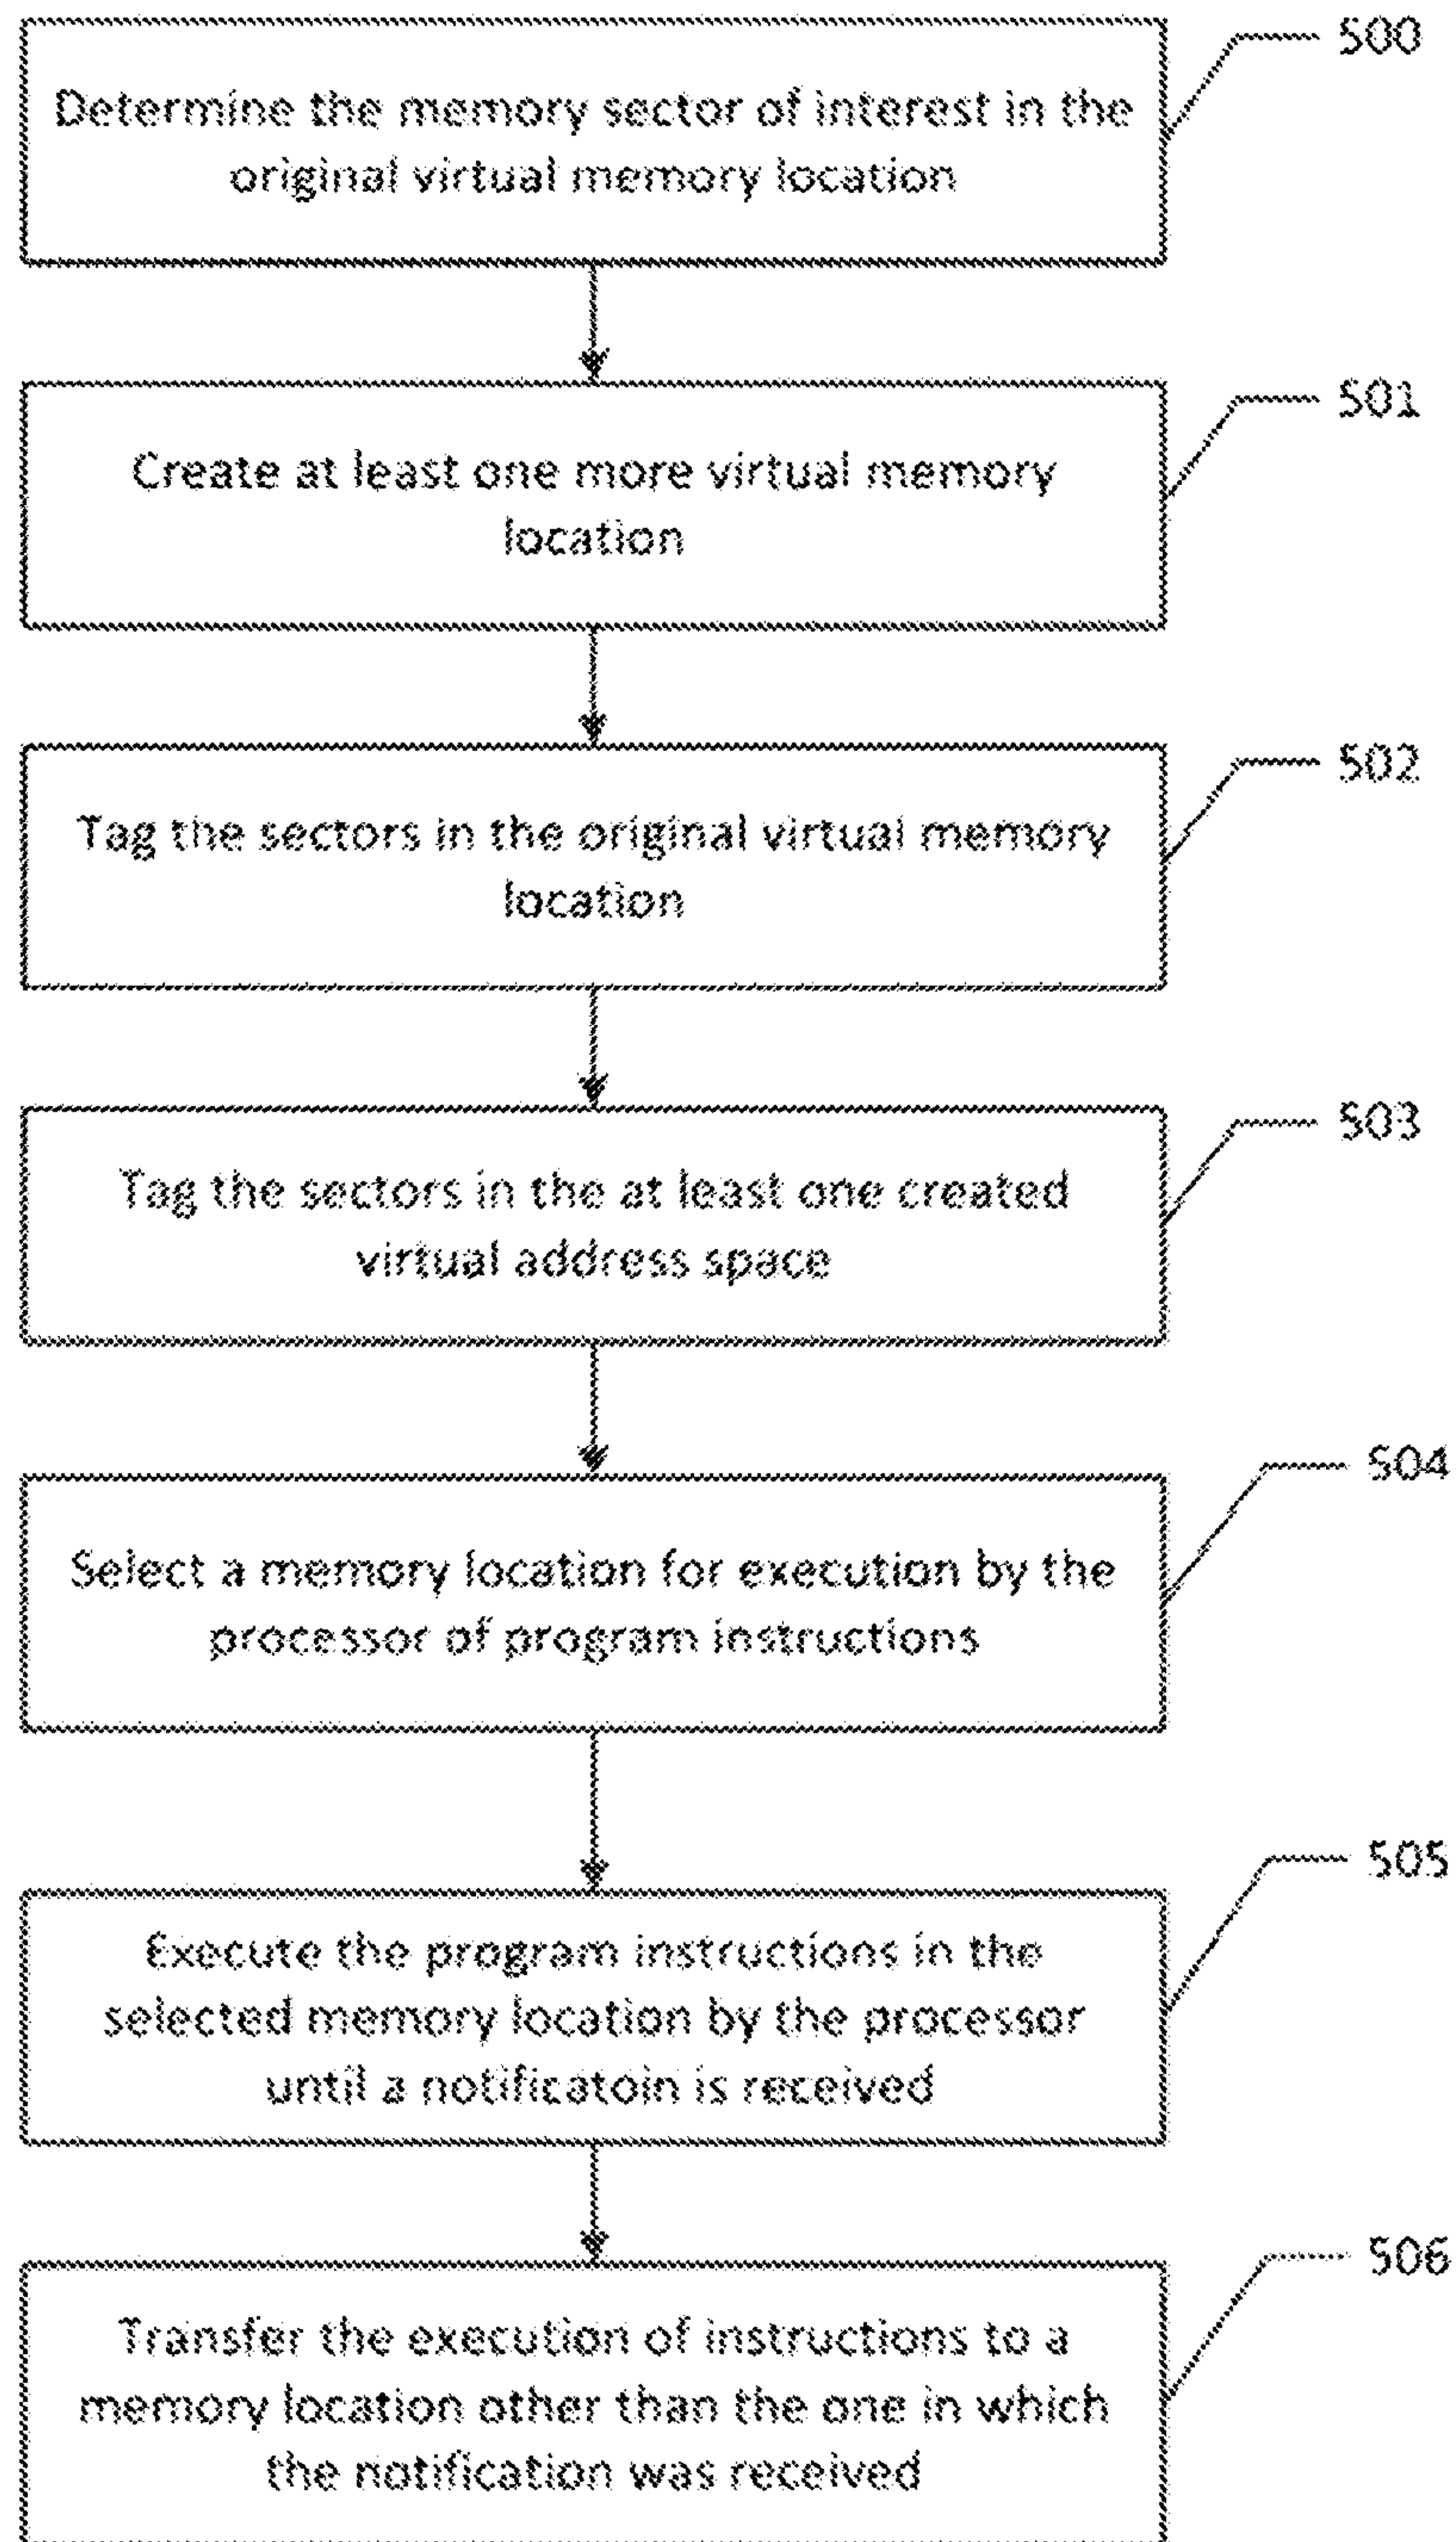 500
Determine the memory sector of interest in the
original virtual memory location
501
Create at least one more virtual memory
location
502
Tag the sectors in the original virtual memory
location
503
Tag the sectors in the at least one created
virtual address space
504
Select a memory location for execution by the
processor of program instructions
505
Execute the program instructions in the
selected memory location by the processor
until a notificatoin is received
506
Transfer the execution of instructions to a
memory location other than the one in which
the notification was received